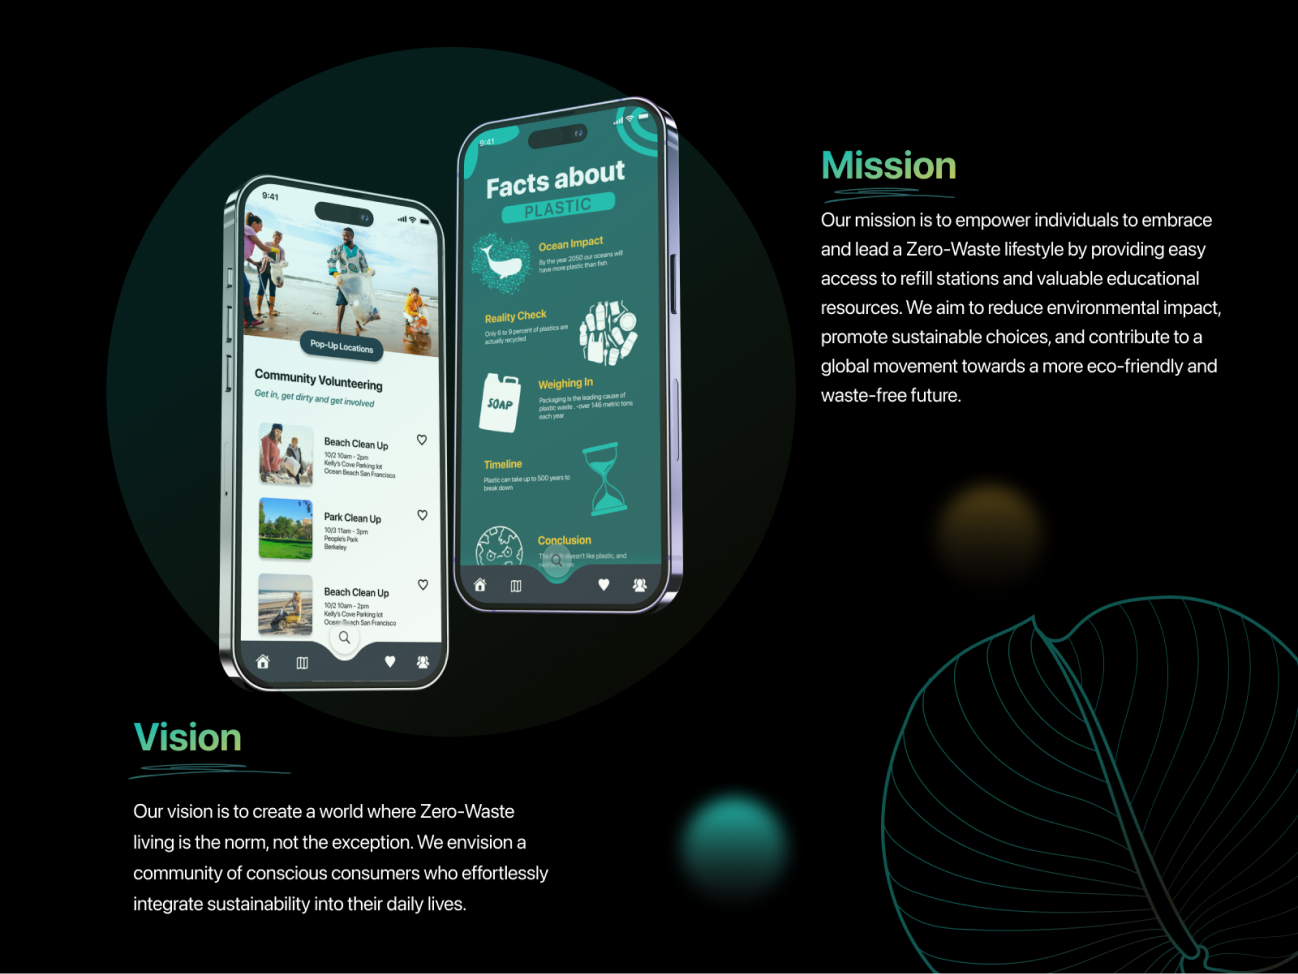 Mission
Our mission is to empower individuals to embrace
and lead a Zero-Waste lifestyle by providing easy
access to refill stations and valuable educational
resources. We aim to reduce environmental impact,
promote sustainable choices, and contribute to a
global movement towards a more eco-friendly and
waste-free future.
9:41
Facts about
PLASTIC
Ocean Impact
By the year 2050 our oceans will
have more plastic than fish
Reality Check
Only 6 to 9 percent of plastics are
actually recycled
SOAP
Weighing In
Packaging is the leading cause of
plastic waste . -over 146 metric tons
each year
Timeline
Plastic can take up to 500 years to
break down
Conclusion
doesn't like plastic, and
9:41
Pop-Up Locations
Community Volunteering
Get in, get dirty and get involved
Beach Clean Up
10/2 10am - 2pm
Kelly's Cove Parking lot
Ocean Beach San Francisco
Park Clean Up
10/3 11am - 3pm
People's Park
Berkeley
Beach Clean Up
10/2 10am - 2pm
Kelly's Cove Parking lot
Ocean Beach San Francisco
Vision
Our vision is to create a world where Zero-Waste
living is the norm, not the exception. We envision a
community of conscious consumers who effortlessly
integrate sustainability into their daily lives.